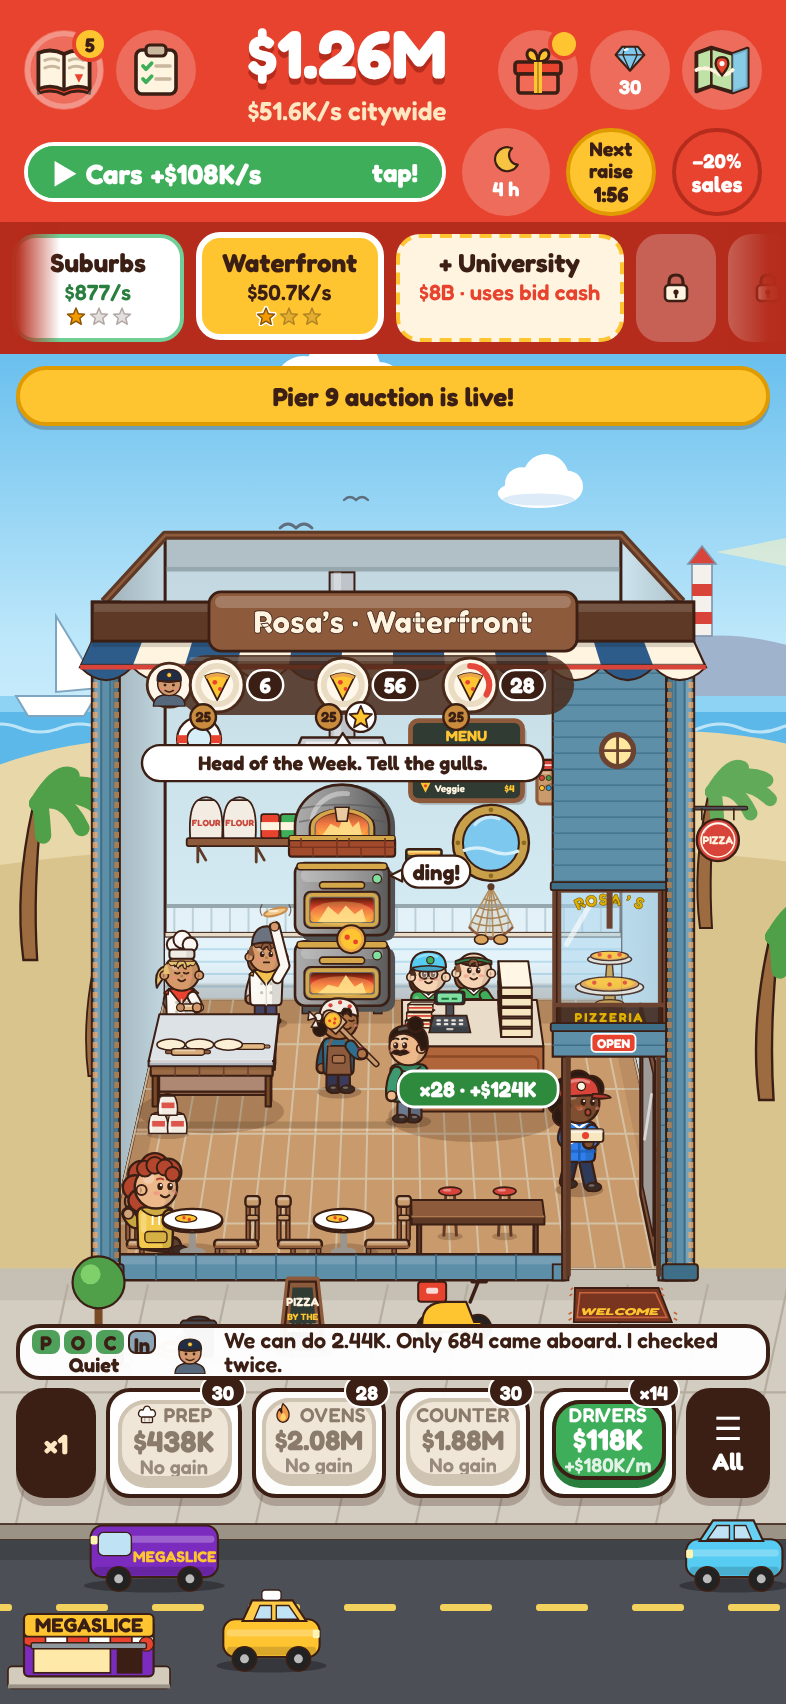 5
$1.26M
$51.6K/s citywide
30
Cars +$108K/s
tap!
4 h
Next
raise
1:56
-20%
sales
Suburbs
$877/s
Waterfront
$50.7K/s
+ University
$8B · uses bid cash
Pier 9 auction is live!
Rosa's · Waterfront
6
56
28
25
25
25
MENU
Head of the Week. Tell the gulls.
Veggie
$4
FLOUR
FLOUR
PIZZA
ding!
ROSA'S
PIZZERIA
OPEN
×28 · +$124K
PIZZA
BY THE
WELCOME
P O C In
Quiet
We can do 2.44K. Only 684 came aboard. I checked
twice.
×1
30
PREP
$438K
No gain
28
OVENS
$2.08M
No gain
30
COUNTER
$1.88M
No gain
×14
DRIVERS
$118K
+$180K/m
All
MEGASLICE
MEGASLICE